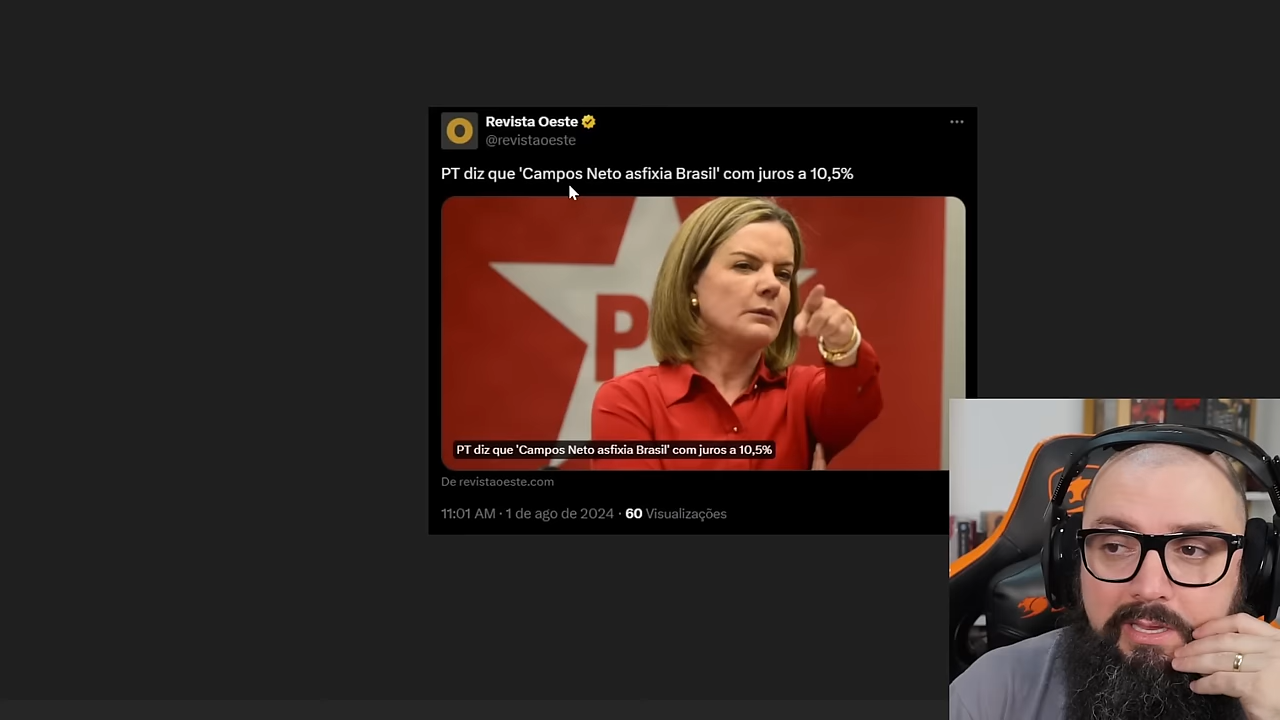 Revista Oeste
@revistaoeste
PT diz que 'Campos Neto asfixia Brasil' com juros a 10,5%
P
PT diz que 'Campos Neto asfixia Brasil' com juros a 10,5%
De revistaoeste.com
11:01 AM · 1 de ago de 2024 · 60 Visualizações